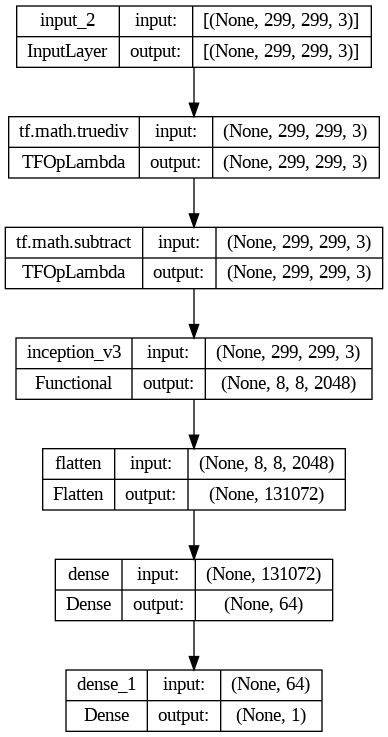 input_2 input: [(None, 299, 299, 3)]
InputLayer output: [(None, 299, 299, 3)]
tf.math.truediv input: (None, 299, 299, 3)
TFOpLambda output: (None, 299, 299, 3)
tf.math.subtract input: (None, 299, 299, 3)
TFOpLambda output: (None, 299, 299, 3)
inception_v3 input: (None, 299, 299, 3)
Functional output: (None, 8, 8, 2048)
flatten input: (None, 8, 8, 2048)
Flatten output: (None, 131072)
dense input: (None, 131072)
Dense output: (None, 64)
dense_1 input: (None, 64)
Dense output: (None, 1)